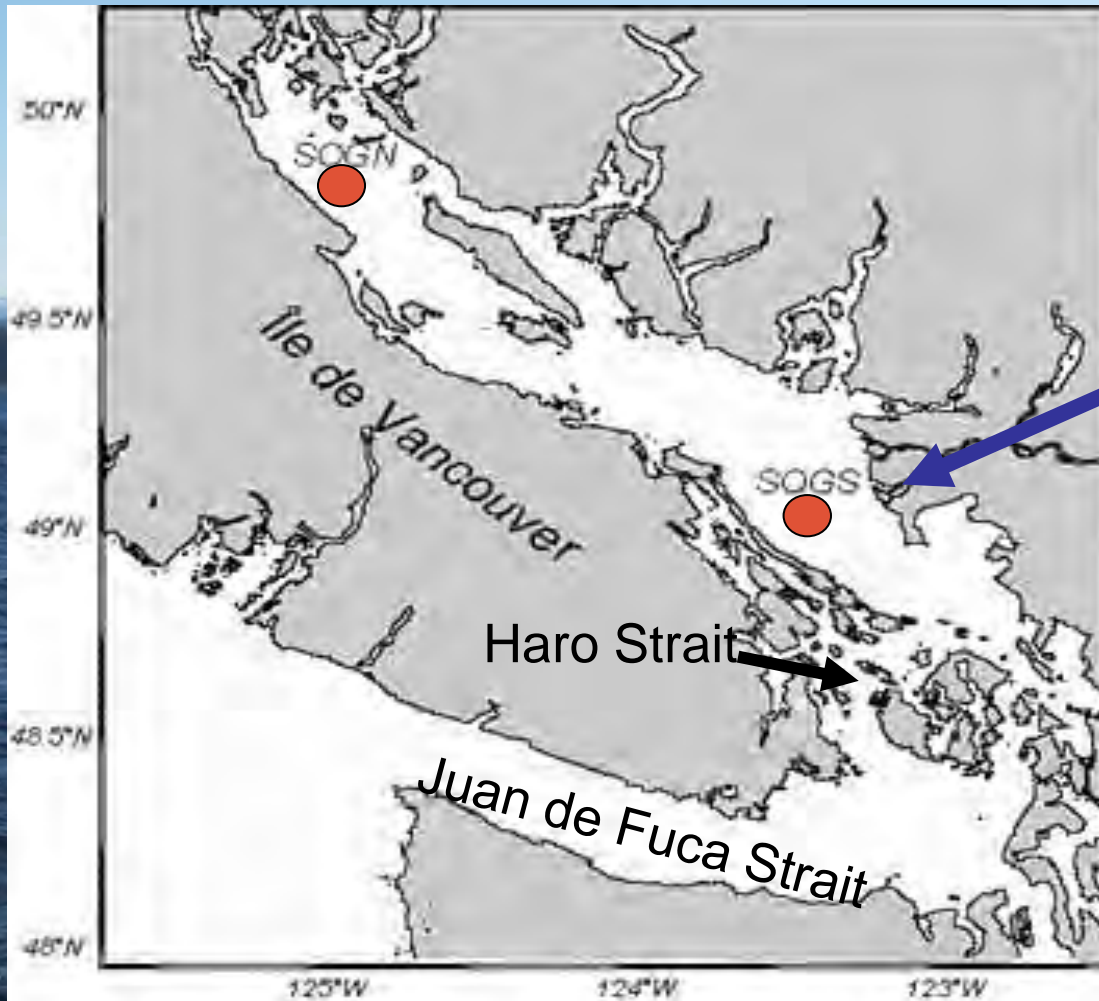 50°N
SOGN
49.5°N
Île de Vancouver
SOGS
49°N
Haro Strait
48.5°N
Juan de Fuca Strait
48°N
125°W
124°W
123°W